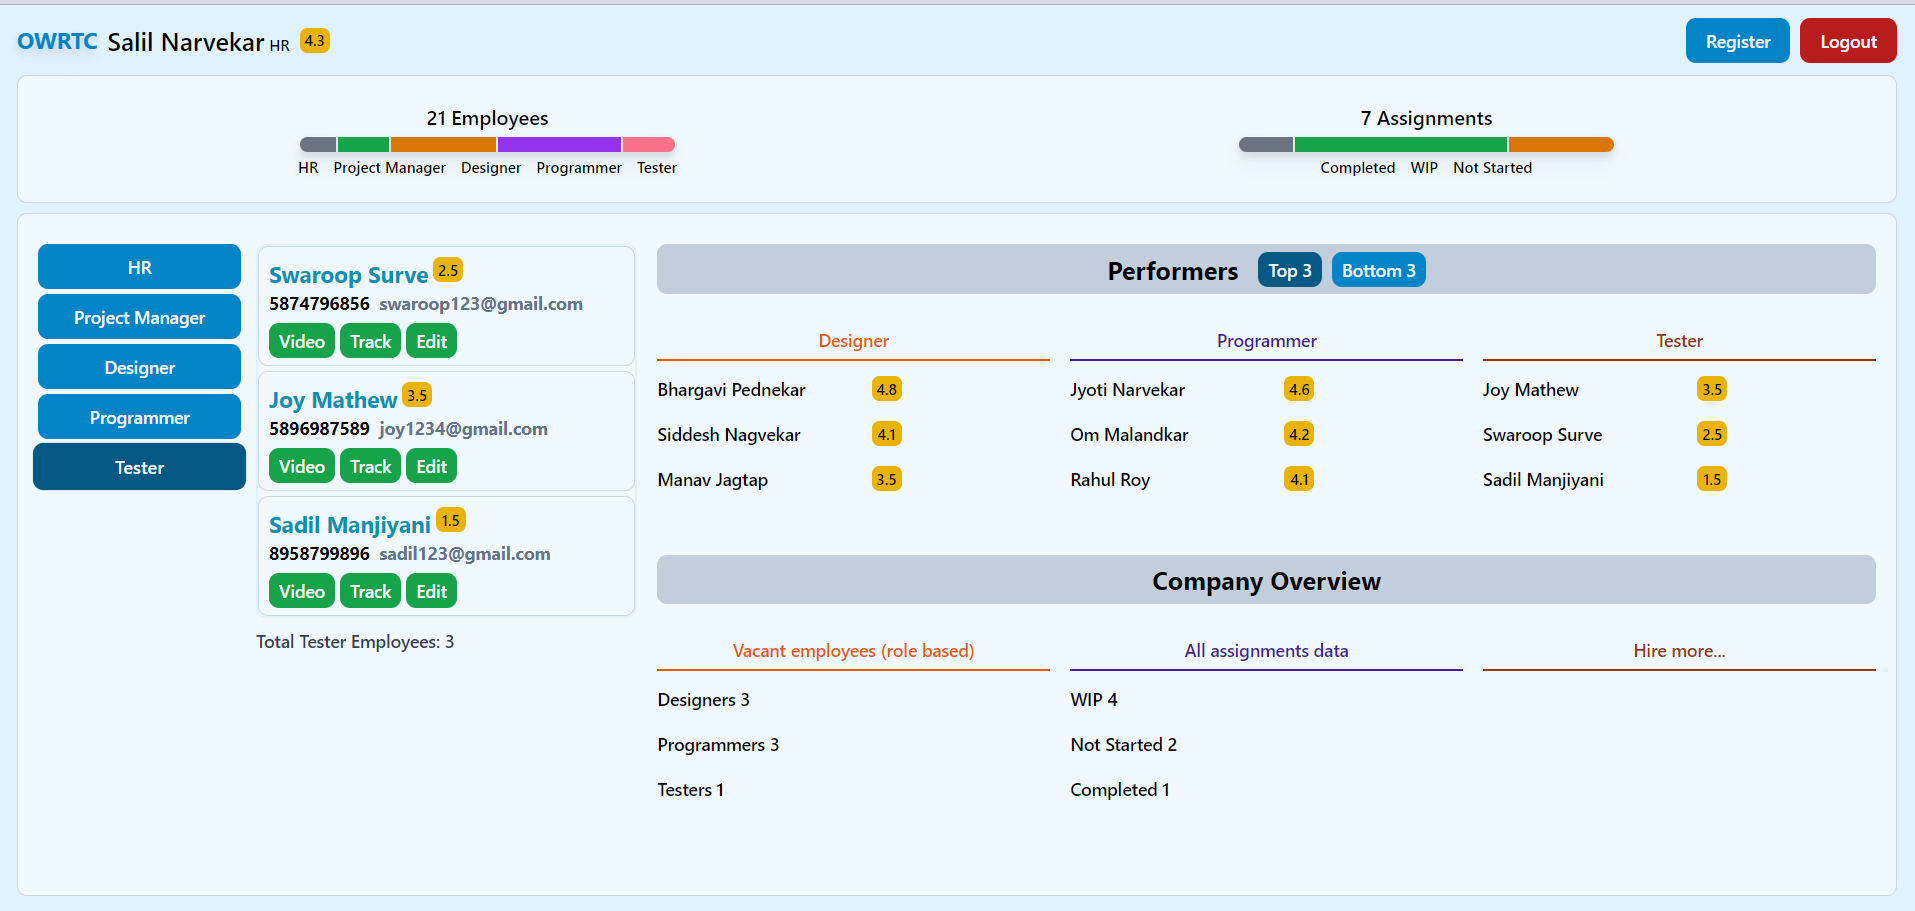 OWRTC Salil Narvekar HR 4.3
Register
Logout
21 Employees
HR Project Manager Designer Programmer Tester
7 Assignments
Completed WIP Not Started
HR
Project Manager
Designer
Programmer
Tester
Swaroop Surve 2.5
5874796856 swaroop123@gmail.com
Video Track Edit
Joy Mathew 3.5
5896987589 joy1234@gmail.com
Video Track Edit
Sadil Manjiyani 1.5
8958799896 sadil123@gmail.com
Video Track Edit
Total Tester Employees: 3
Performers Top 3 Bottom 3
Designer
Bhargavi Pednekar 4.8
Siddesh Nagvekar 4.1
Manav Jagtap 3.5
Programmer
Jyoti Narvekar 4.6
Om Malandkar 4.2
Rahul Roy 4.1
Tester
Joy Mathew 3.5
Swaroop Surve 2.5
Sadil Manjiyani 1.5
Company Overview
Vacant employees (role based)
Designers 3
Programmers 3
Testers 1
All assignments data
WIP 4
Not Started 2
Completed 1
Hire more...